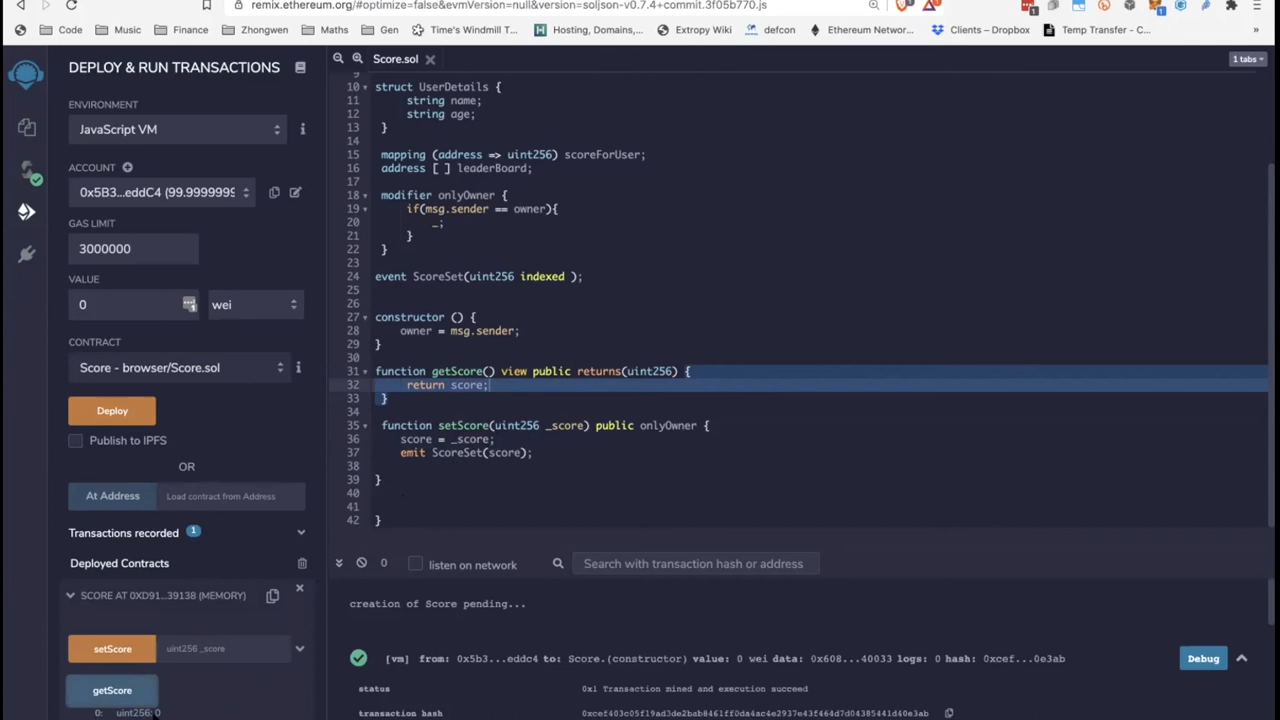 remix.ethereum.org/#optimize=false&evmVersion=null&version=soljson-v0.7.4+commit.3f05b770.js
Code Music Finance Zhongwen Maths Gen Time's Windmill T... Hosting, Domains,... Extropy Wiki defcon Ethereum Networ... Clients – Dropbox Temp Transfer - C... »
DEPLOY & RUN TRANSACTIONS
ENVIRONMENT
JavaScript VM
ACCOUNT
0x5B3...eddC4 (99.9999999
GAS LIMIT
3000000
VALUE
0 wei
CONTRACT
Score - browser/Score.sol
Deploy
Publish to IPFS
OR
At Address Load contract from Address
Transactions recorded 1
Deployed Contracts
SCORE AT 0XD91...39138 (MEMORY)
setScore uint256 _score
getScore
0: uint256: 0
Score.sol
1 tabs
9
10 struct UserDetails {
11 string name;
12 string age;
13 }
14
15 mapping (address => uint256) scoreForUser;
16 address [ ] leaderBoard;
17
18 modifier onlyOwner {
19 if(msg.sender == owner){
20 _;
21 }
22 }
23
24 event ScoreSet(uint256 indexed );
25
26
27 constructor () {
28 owner = msg.sender;
29 }
30
31 function getScore() view public returns(uint256) {
32 return score;
33 }
34
35 function setScore(uint256 _score) public onlyOwner {
36 score = _score;
37 emit ScoreSet(score);
38
39 }
40
41
42 }
0 listen on network Search with transaction hash or address
creation of Score pending...
[vm] from: 0x5b3...eddc4 to: Score.(constructor) value: 0 wei data: 0x608...40033 logs: 0 hash: 0xcef...0e3ab Debug
status 0x1 Transaction mined and execution succeed
transaction hash 0xcef403c05f19ad3de2bab8461ff0da4ac4e2937e43f464d7d04385441d40e3ab